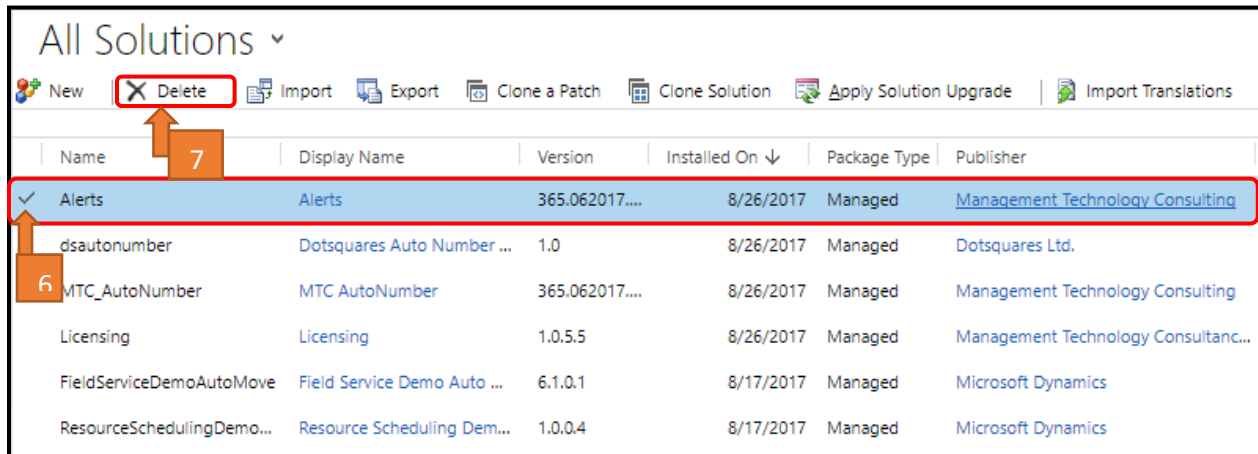 All Solutions
New Delete Import Export Clone a Patch Clone Solution Apply Solution Upgrade Import Translations
7
Name Display Name Version Installed On ↓ Package Type Publisher
Alerts Alerts 365.062017.... 8/26/2017 Managed Management Technology Consulting
dsautonumber Dotsquares Auto Number ... 1.0 8/26/2017 Managed Dotsquares Ltd.
6
MTC_AutoNumber MTC AutoNumber 365.062017.... 8/26/2017 Managed Management Technology Consulting
Licensing Licensing 1.0.5.5 8/26/2017 Managed Management Technology Consultanc...
FieldServiceDemoAutoMove Field Service Demo Auto ... 6.1.0.1 8/17/2017 Managed Microsoft Dynamics
ResourceSchedulingDemo... Resource Scheduling Dem... 1.0.0.4 8/17/2017 Managed Microsoft Dynamics